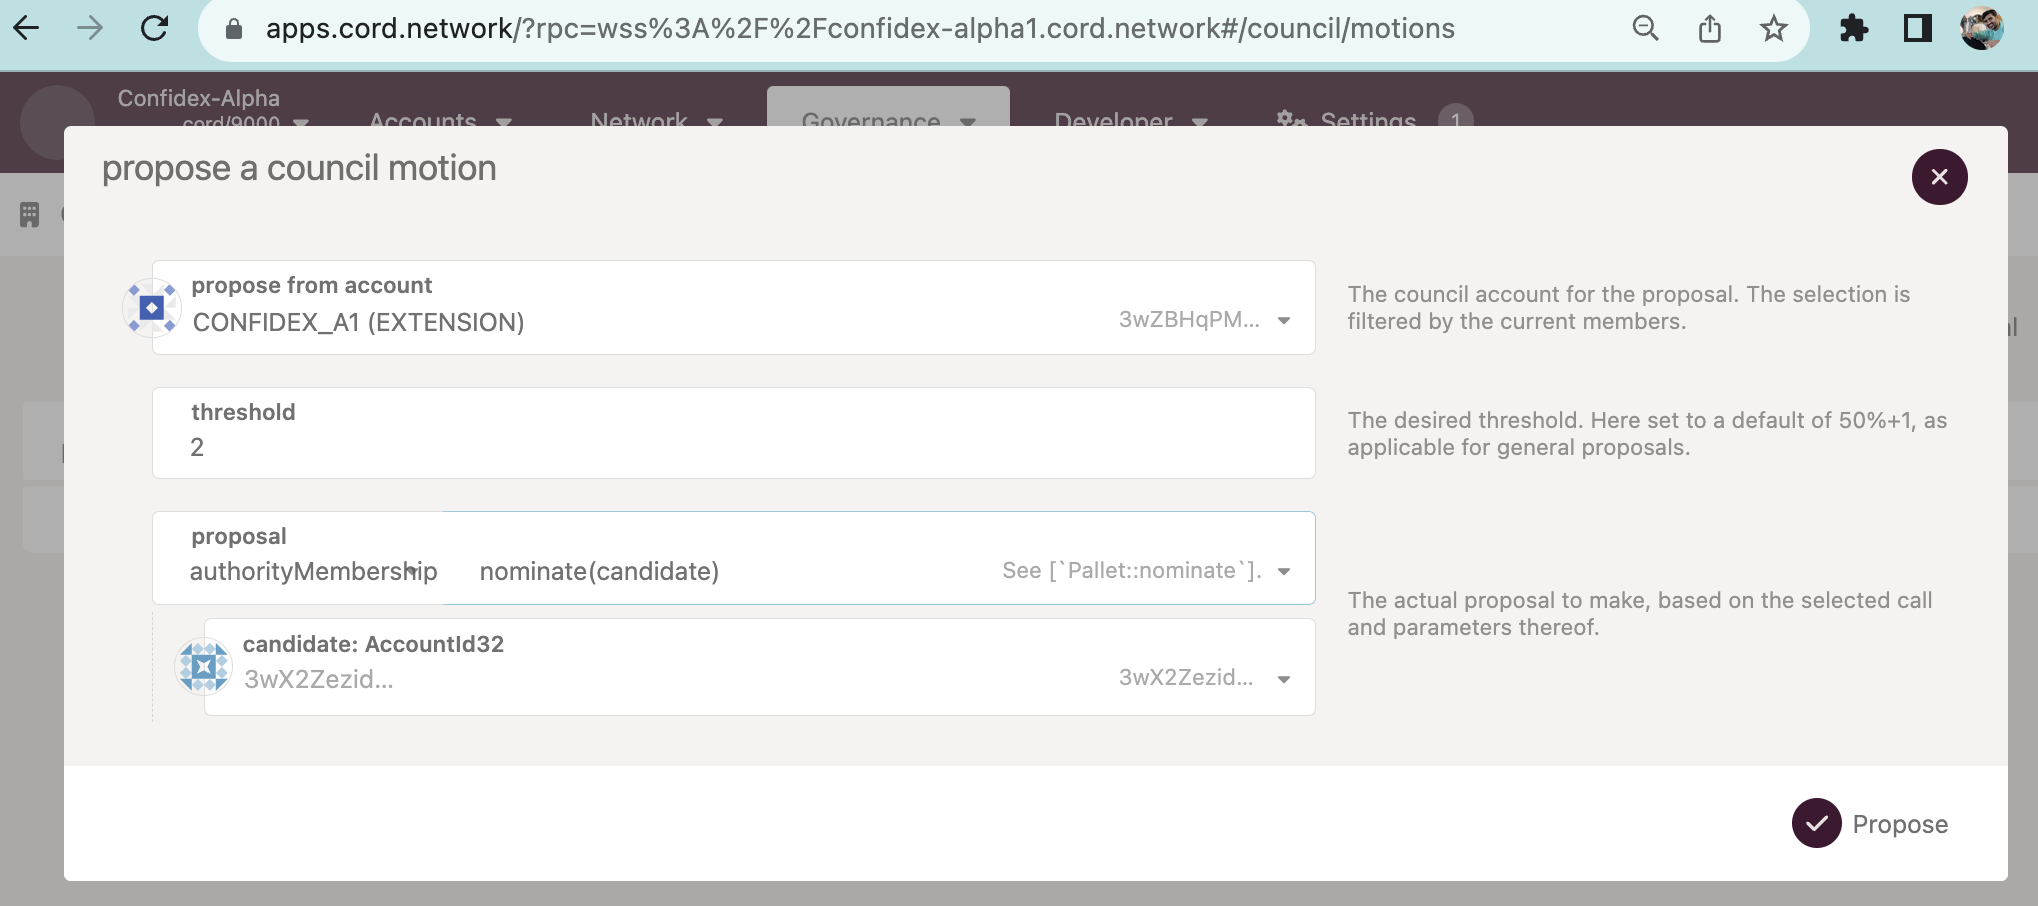 apps.cord.network/?rpc=wss%3A%2F%2Fconfidex-alpha1.cord.network#/council/motions
Confidex-Alpha
cord/9000
Accounts
Network
Governance
Developer
Settings
1
propose a council motion
propose from account
CONFIDEX_A1 (EXTENSION)
3wZBHqPM...
The council account for the proposal. The selection is
filtered by the current members.
threshold
2
The desired threshold. Here set to a default of 50%+1, as
applicable for general proposals.
proposal
authorityMembership
nominate(candidate)
See [`Pallet::nominate`].
The actual proposal to make, based on the selected call
and parameters thereof.
candidate: AccountId32
3wX2Zezid...
3wX2Zezid...
Propose